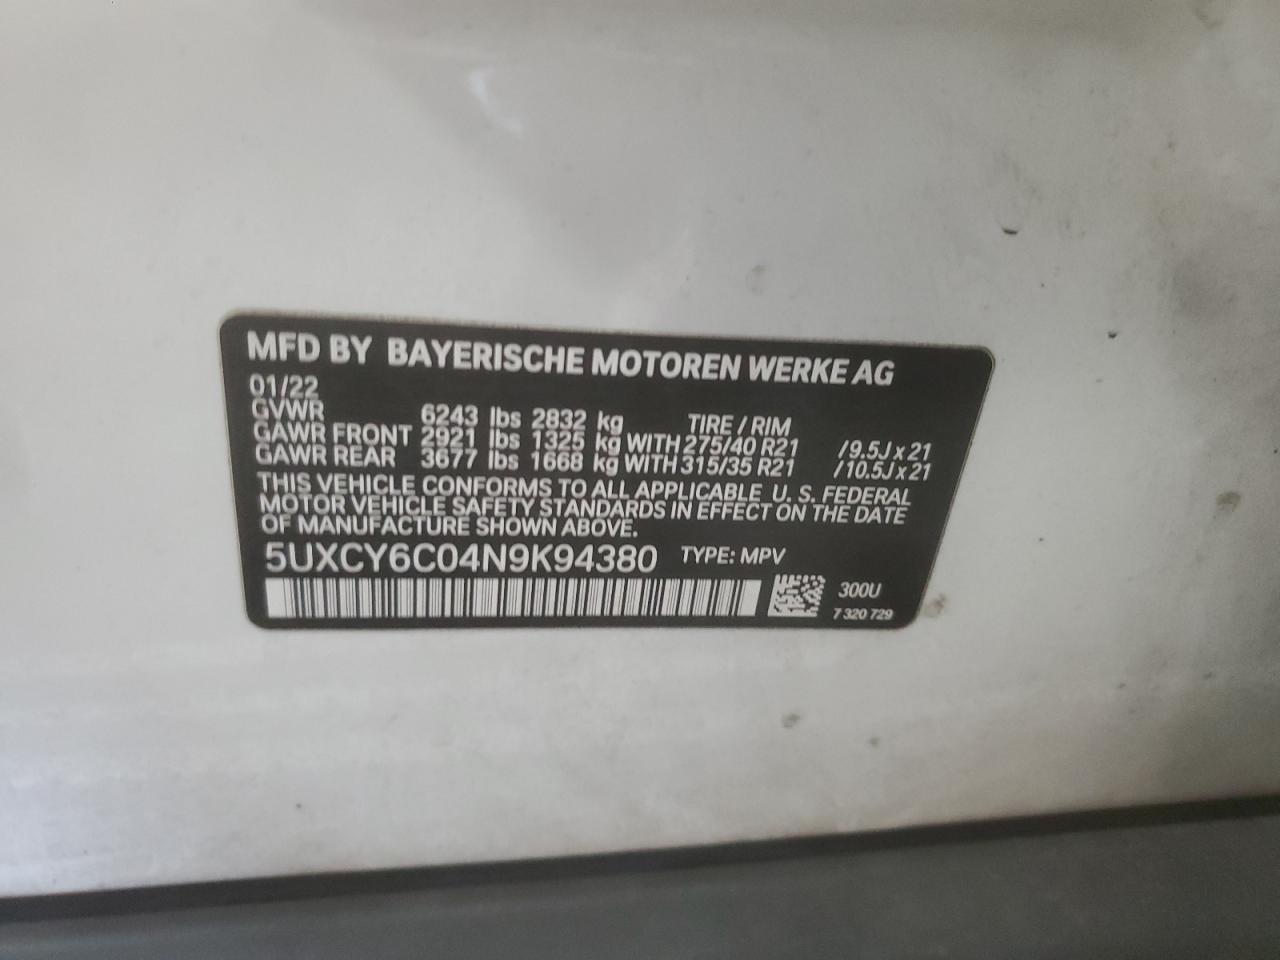 MFD BY BAYERISCHE MOTOREN WERKE AG
01/22
GVWR 6243 lbs 2832 kg TIRE / RIM
GAWR FRONT 2921 lbs 1325 kg WITH 275/40 R21 / 9.5J x 21
GAWR REAR 3677 lbs 1668 kg WITH 315/35 R21 / 10.5J x 21
THIS VEHICLE CONFORMS TO ALL APPLICABLE U. S. FEDERAL
MOTOR VEHICLE SAFETY STANDARDS IN EFFECT ON THE DATE
OF MANUFACTURE SHOWN ABOVE.
5UXCY6C04N9K94380 TYPE: MPV
300U
7 320 729